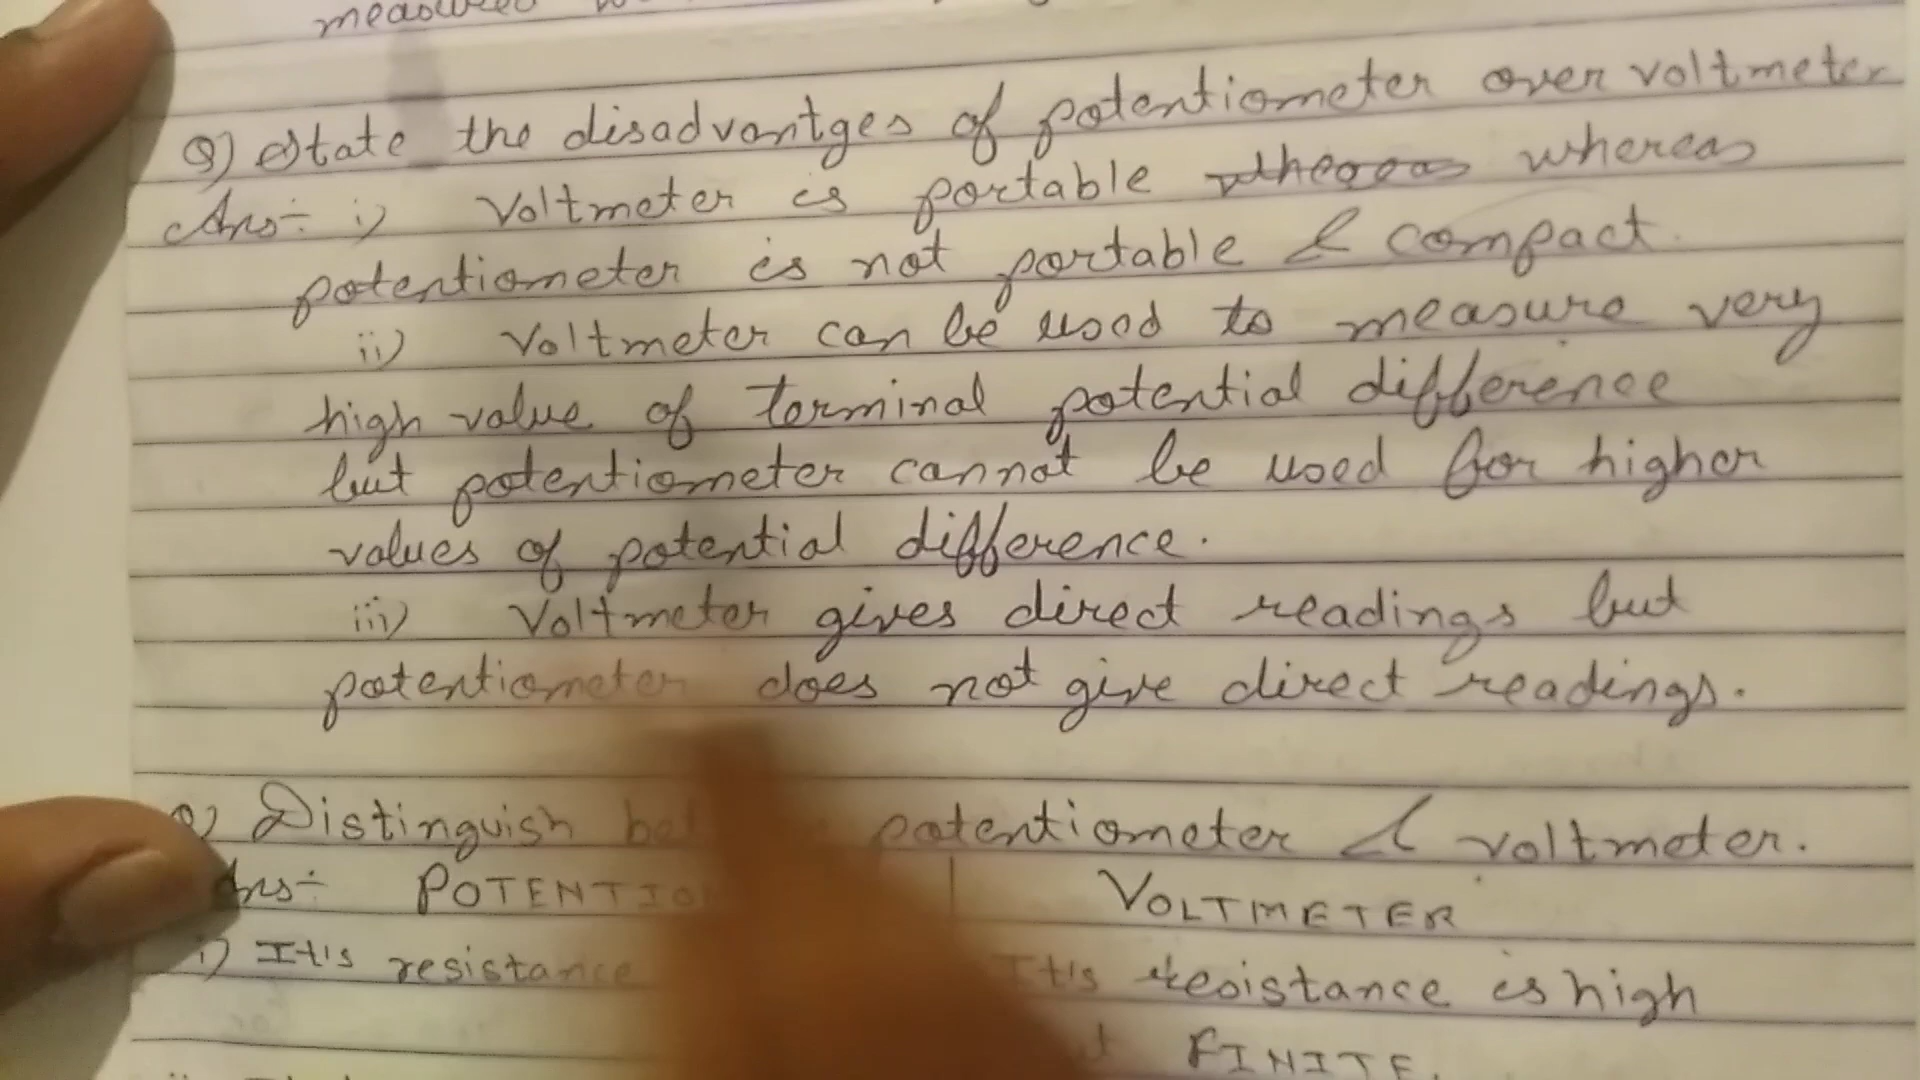 measured
Q) State the disadvantges of potentiometer over voltmeter
Ans÷ i) Voltmeter is portable whereas whereas
potentiometer is not portable & compact.
ii) Voltmeter can be used to measure very
high value of terminal potential difference
but potentiometer cannot be used for higher
values of potential difference.
iii) Voltmeter gives direct readings but
potentiometer does not give direct readings.
Q) Distinguish potentiometer & voltmeter.
Ans÷ VOLTMETER
i) It's resistance It's resistance is high
FINITE.